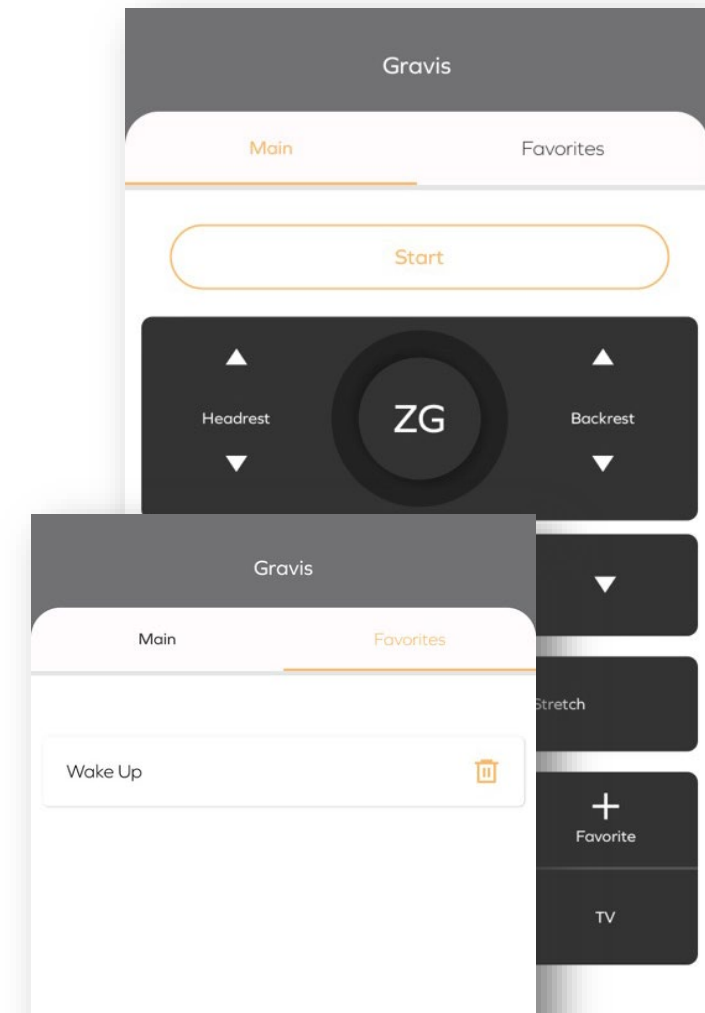 Gravis
Main Favorites
Start
Headrest ZG Backrest
Stretch
Favorite
TV
Gravis
Main Favorites
Wake Up